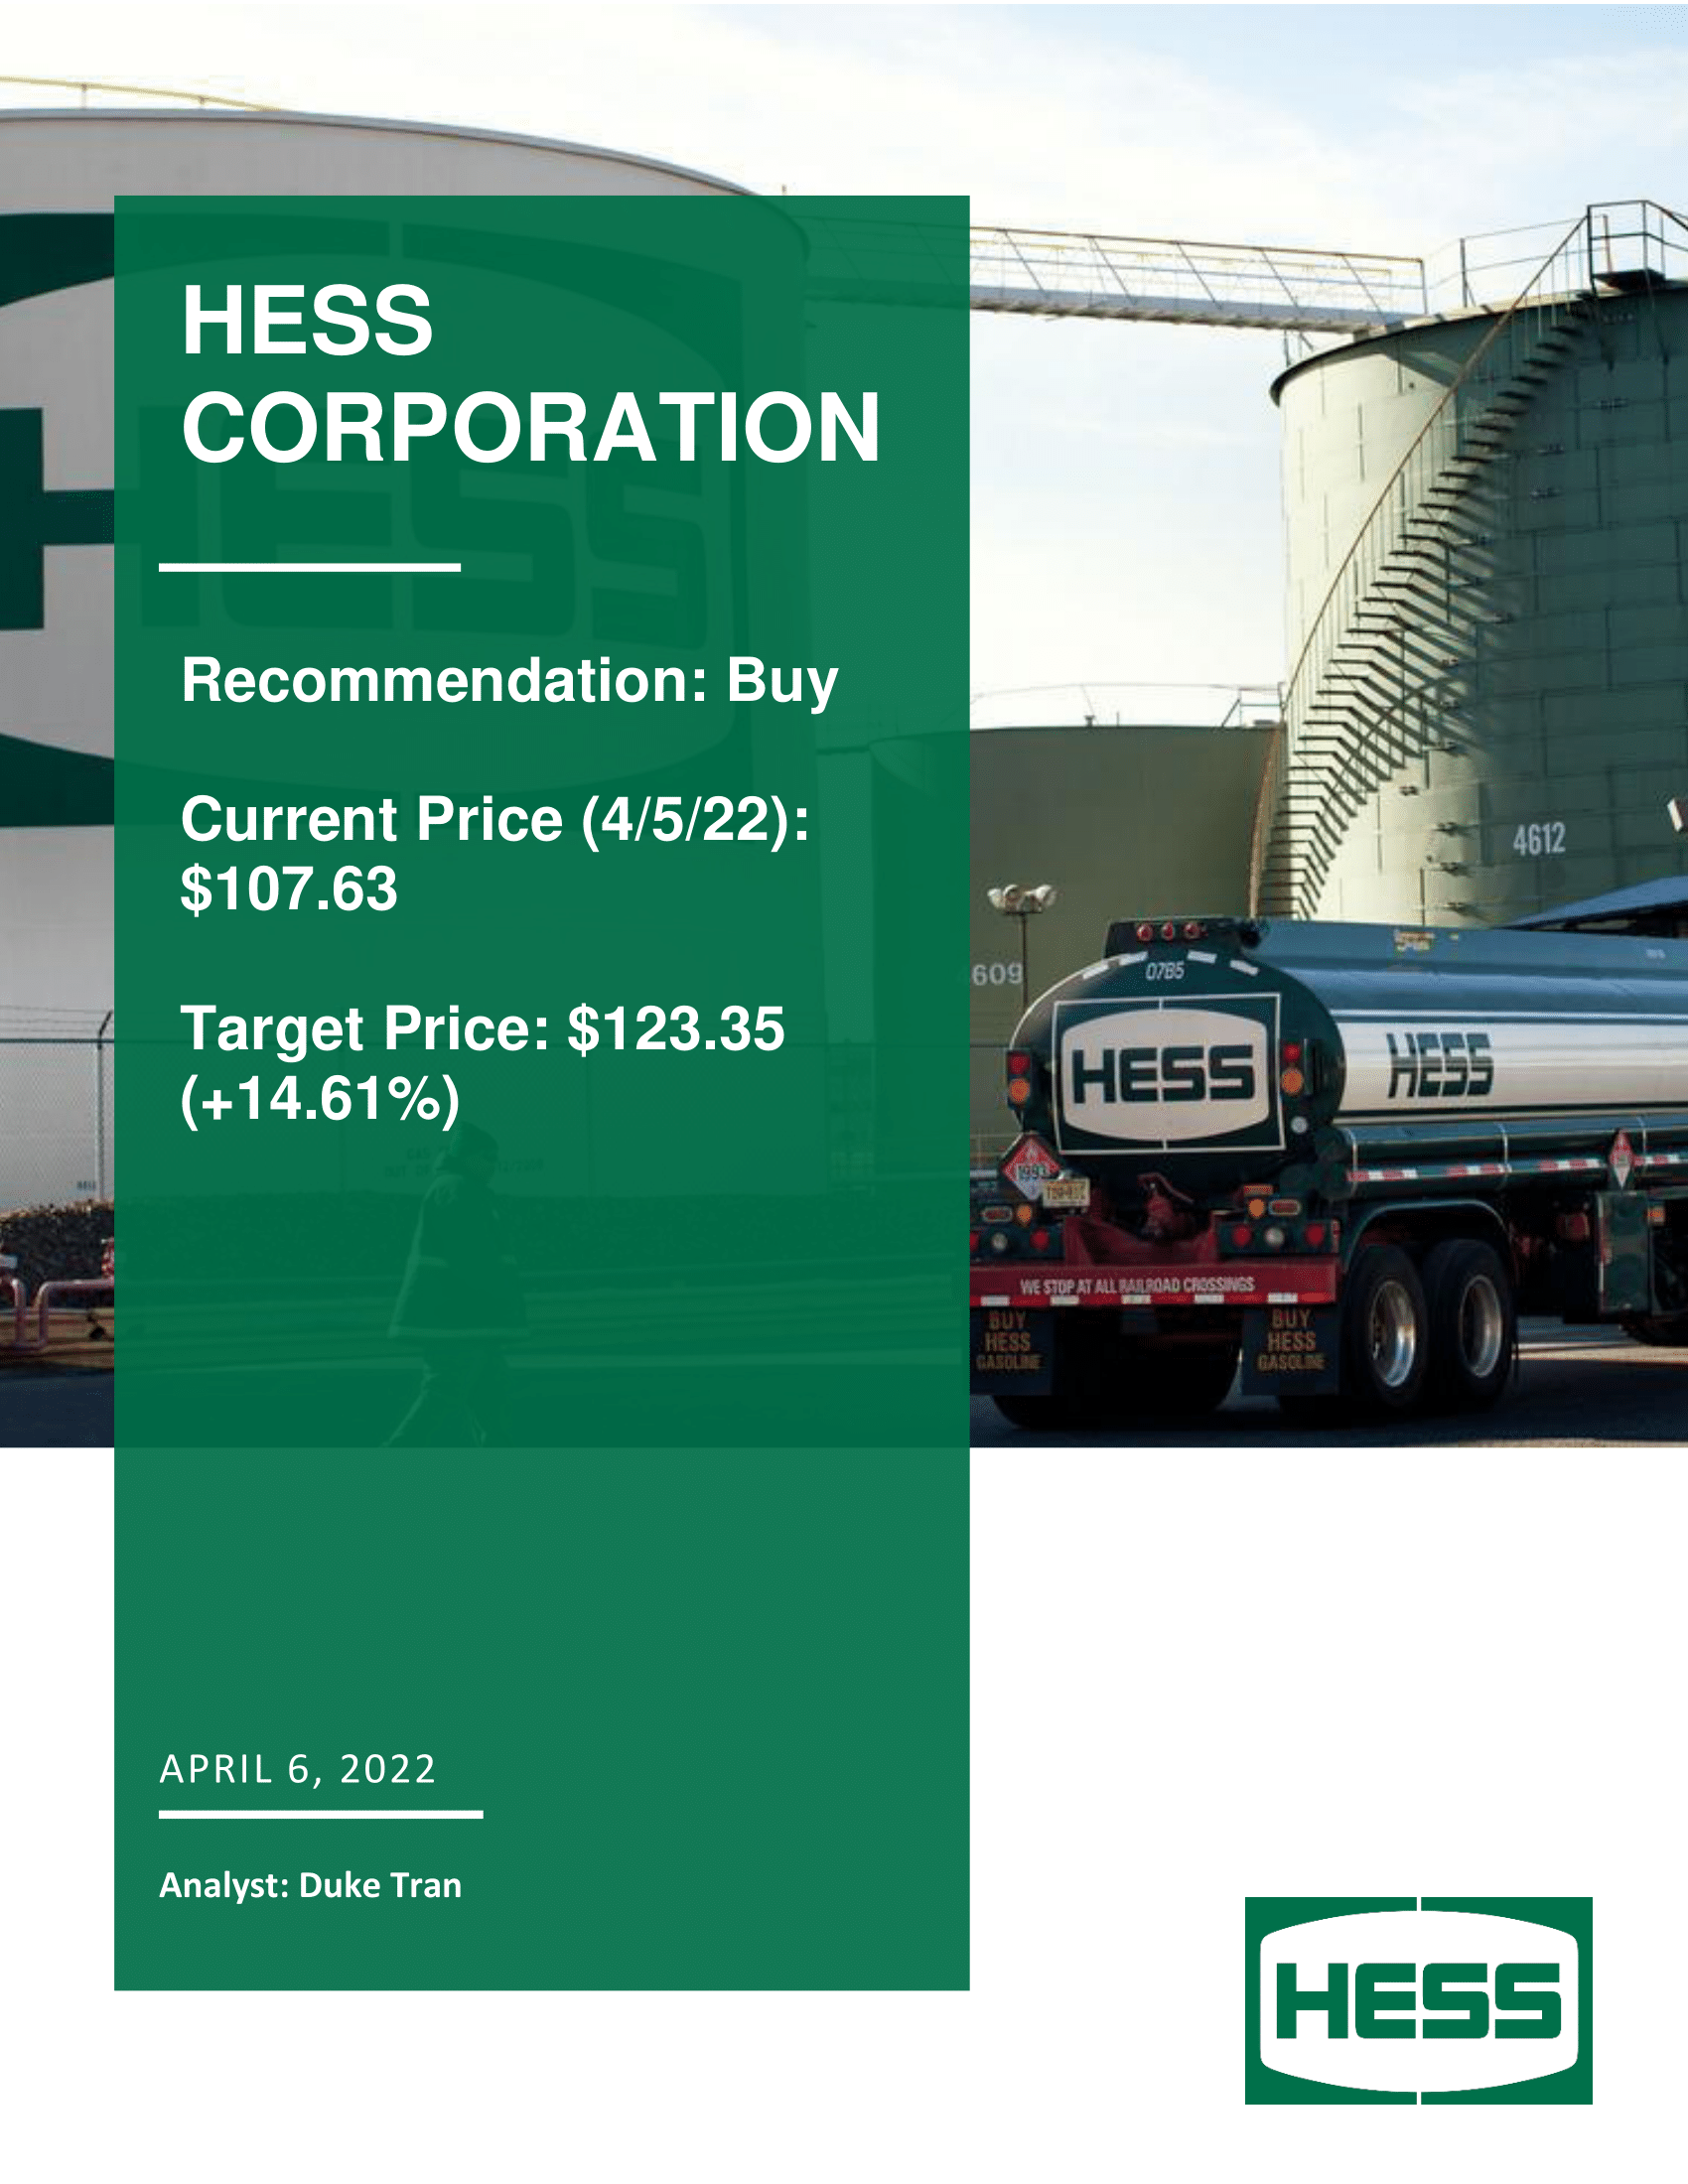 HESS
CORPORATION
Recommendation: Buy
Current Price (4/5/22):
$107.63
Target Price: $123.35
(+14.61%)
4612
609
0785
HESS
HESS
1993
WE STOP AT ALL RAILROAD CROSSINGS
BUY
HESS
GASOLINE
BUY
HESS
GASOLINE
APRIL 6, 2022
Analyst: Duke Tran
HESS